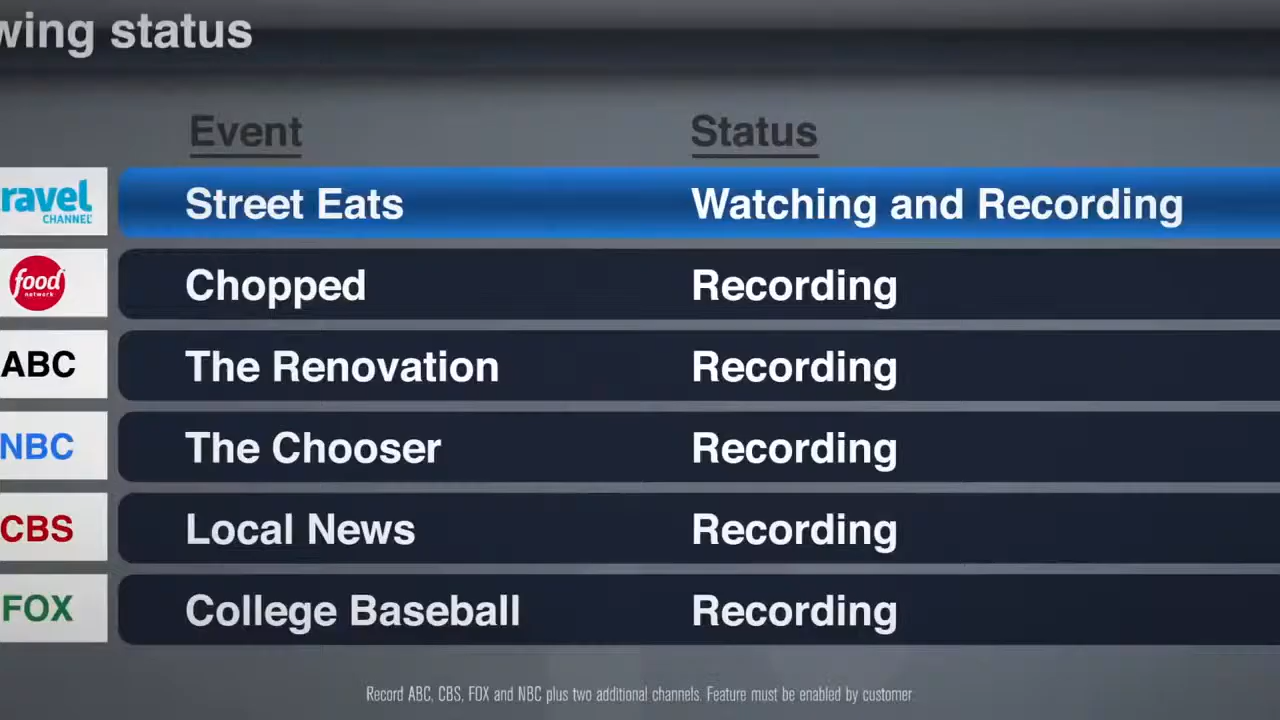 wing status
Event Status
ravel CHANNEL Street Eats Watching and Recording
food network Chopped Recording
ABC The Renovation Recording
NBC The Chooser Recording
CBS Local News Recording
FOX College Baseball Recording
Record ABC, CBS, FOX and NBC plus two additional channels. Feature must be enabled by customer.